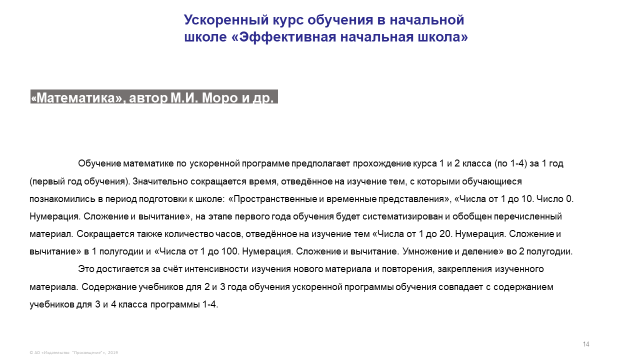 Ускоренный курс обучения в начальной
школе «Эффективная начальная школа»
«Математика», автор М.И. Моро и др.
Обучение математике по ускоренной программе предполагает прохождение курса 1 и 2 класса (по 1-4) за 1 год
(первый год обучения). Значительно сокращается время, отведённое на изучение тем, с которыми обучающиеся
познакомились в период подготовки к школе: «Пространственные и временные представления», «Числа от 1 до 10. Число 0.
Нумерация. Сложение и вычитание», на этапе первого года обучения будет систематизирован и обобщен перечисленный
материал. Сокращается также количество часов, отведённое на изучение тем «Числа от 1 до 20. Нумерация. Сложение и
вычитание» в 1 полугодии и «Числа от 1 до 100. Нумерация. Сложение и вычитание. Умножение и деление» во 2 полугодии.
Это достигается за счёт интенсивности изучения нового материала и повторения, закрепления изученного
материала. Содержание учебников для 2 и 3 года обучения ускоренной программы обучения совпадает с содержанием
учебников для 3 и 4 класса программы 1-4.
14
© АО «Издательство "Просвещение"», 2019